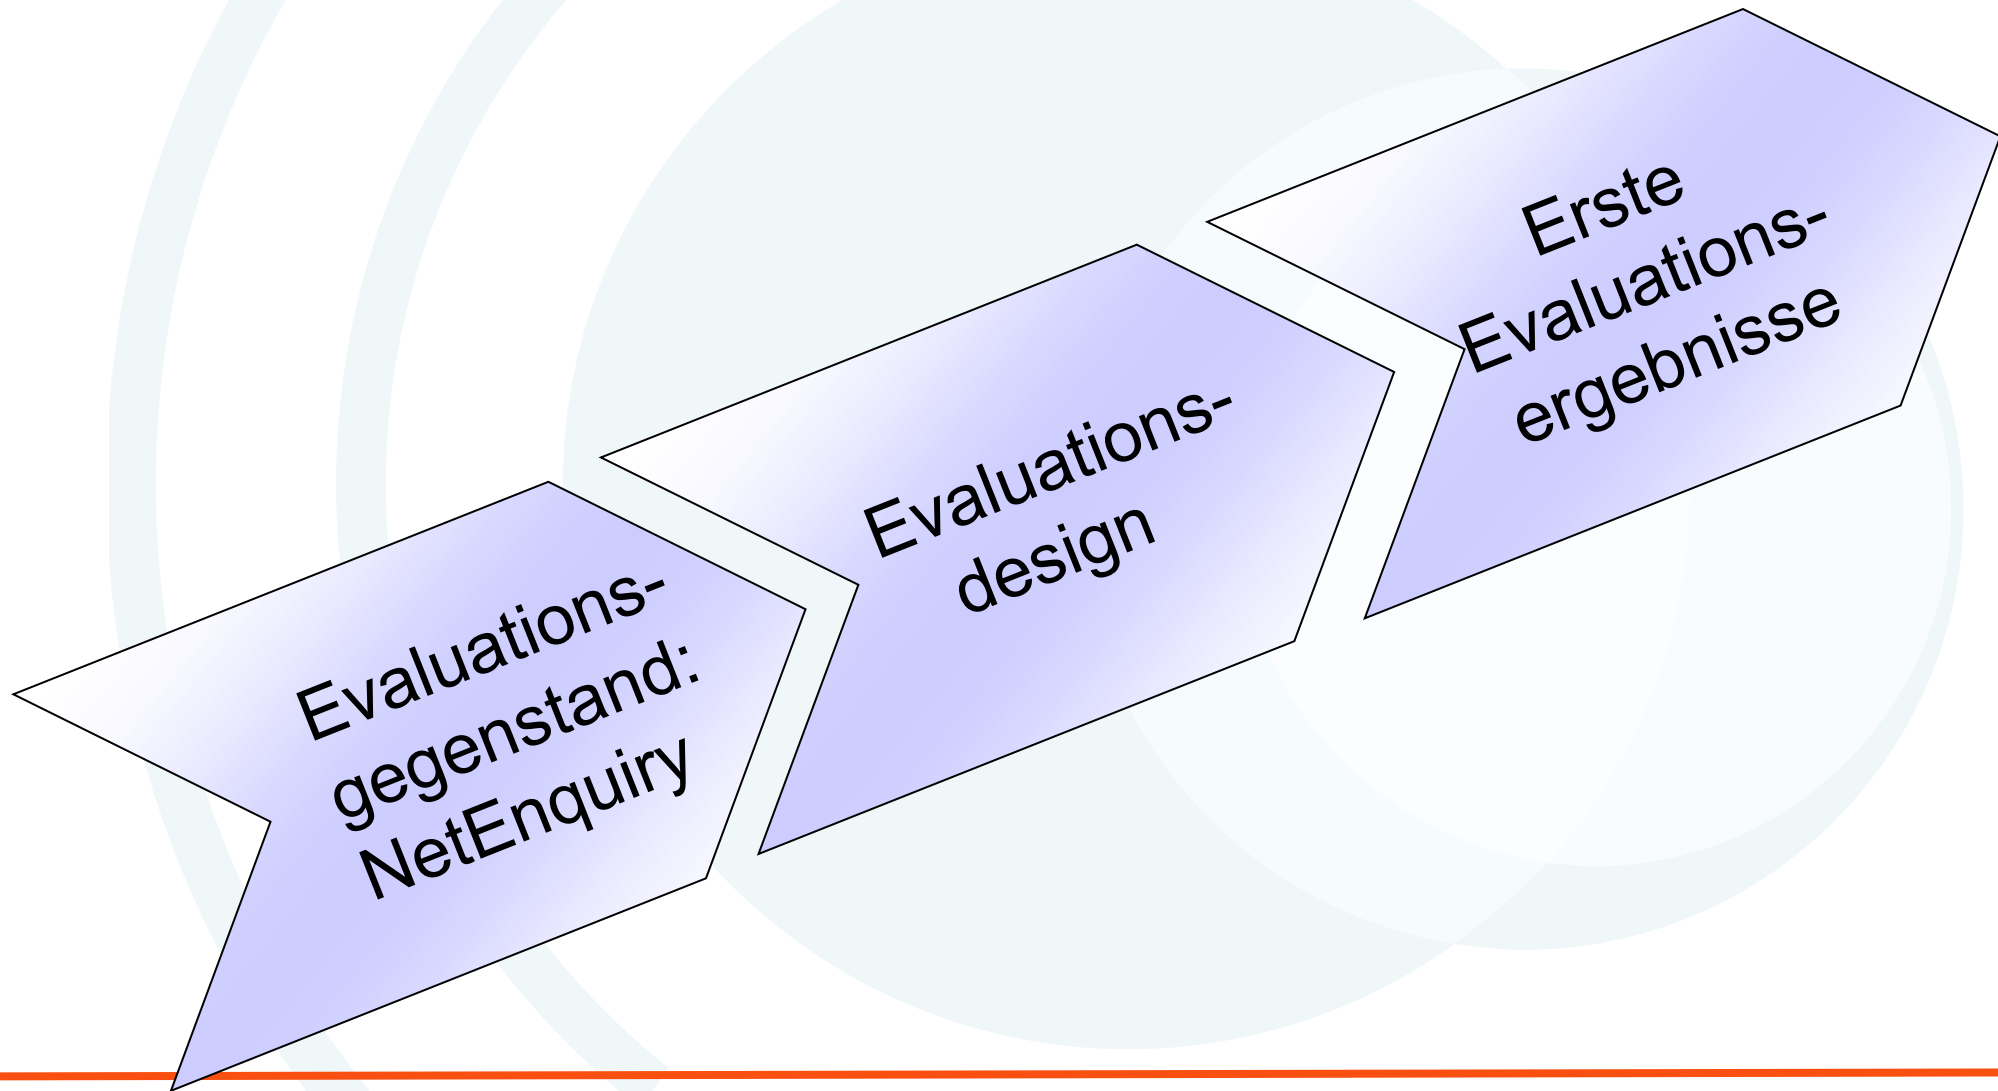 Evaluations-
gegenstand:
NetEnquiry
Evaluations-
design
Erste
Evaluations-
ergebnisse